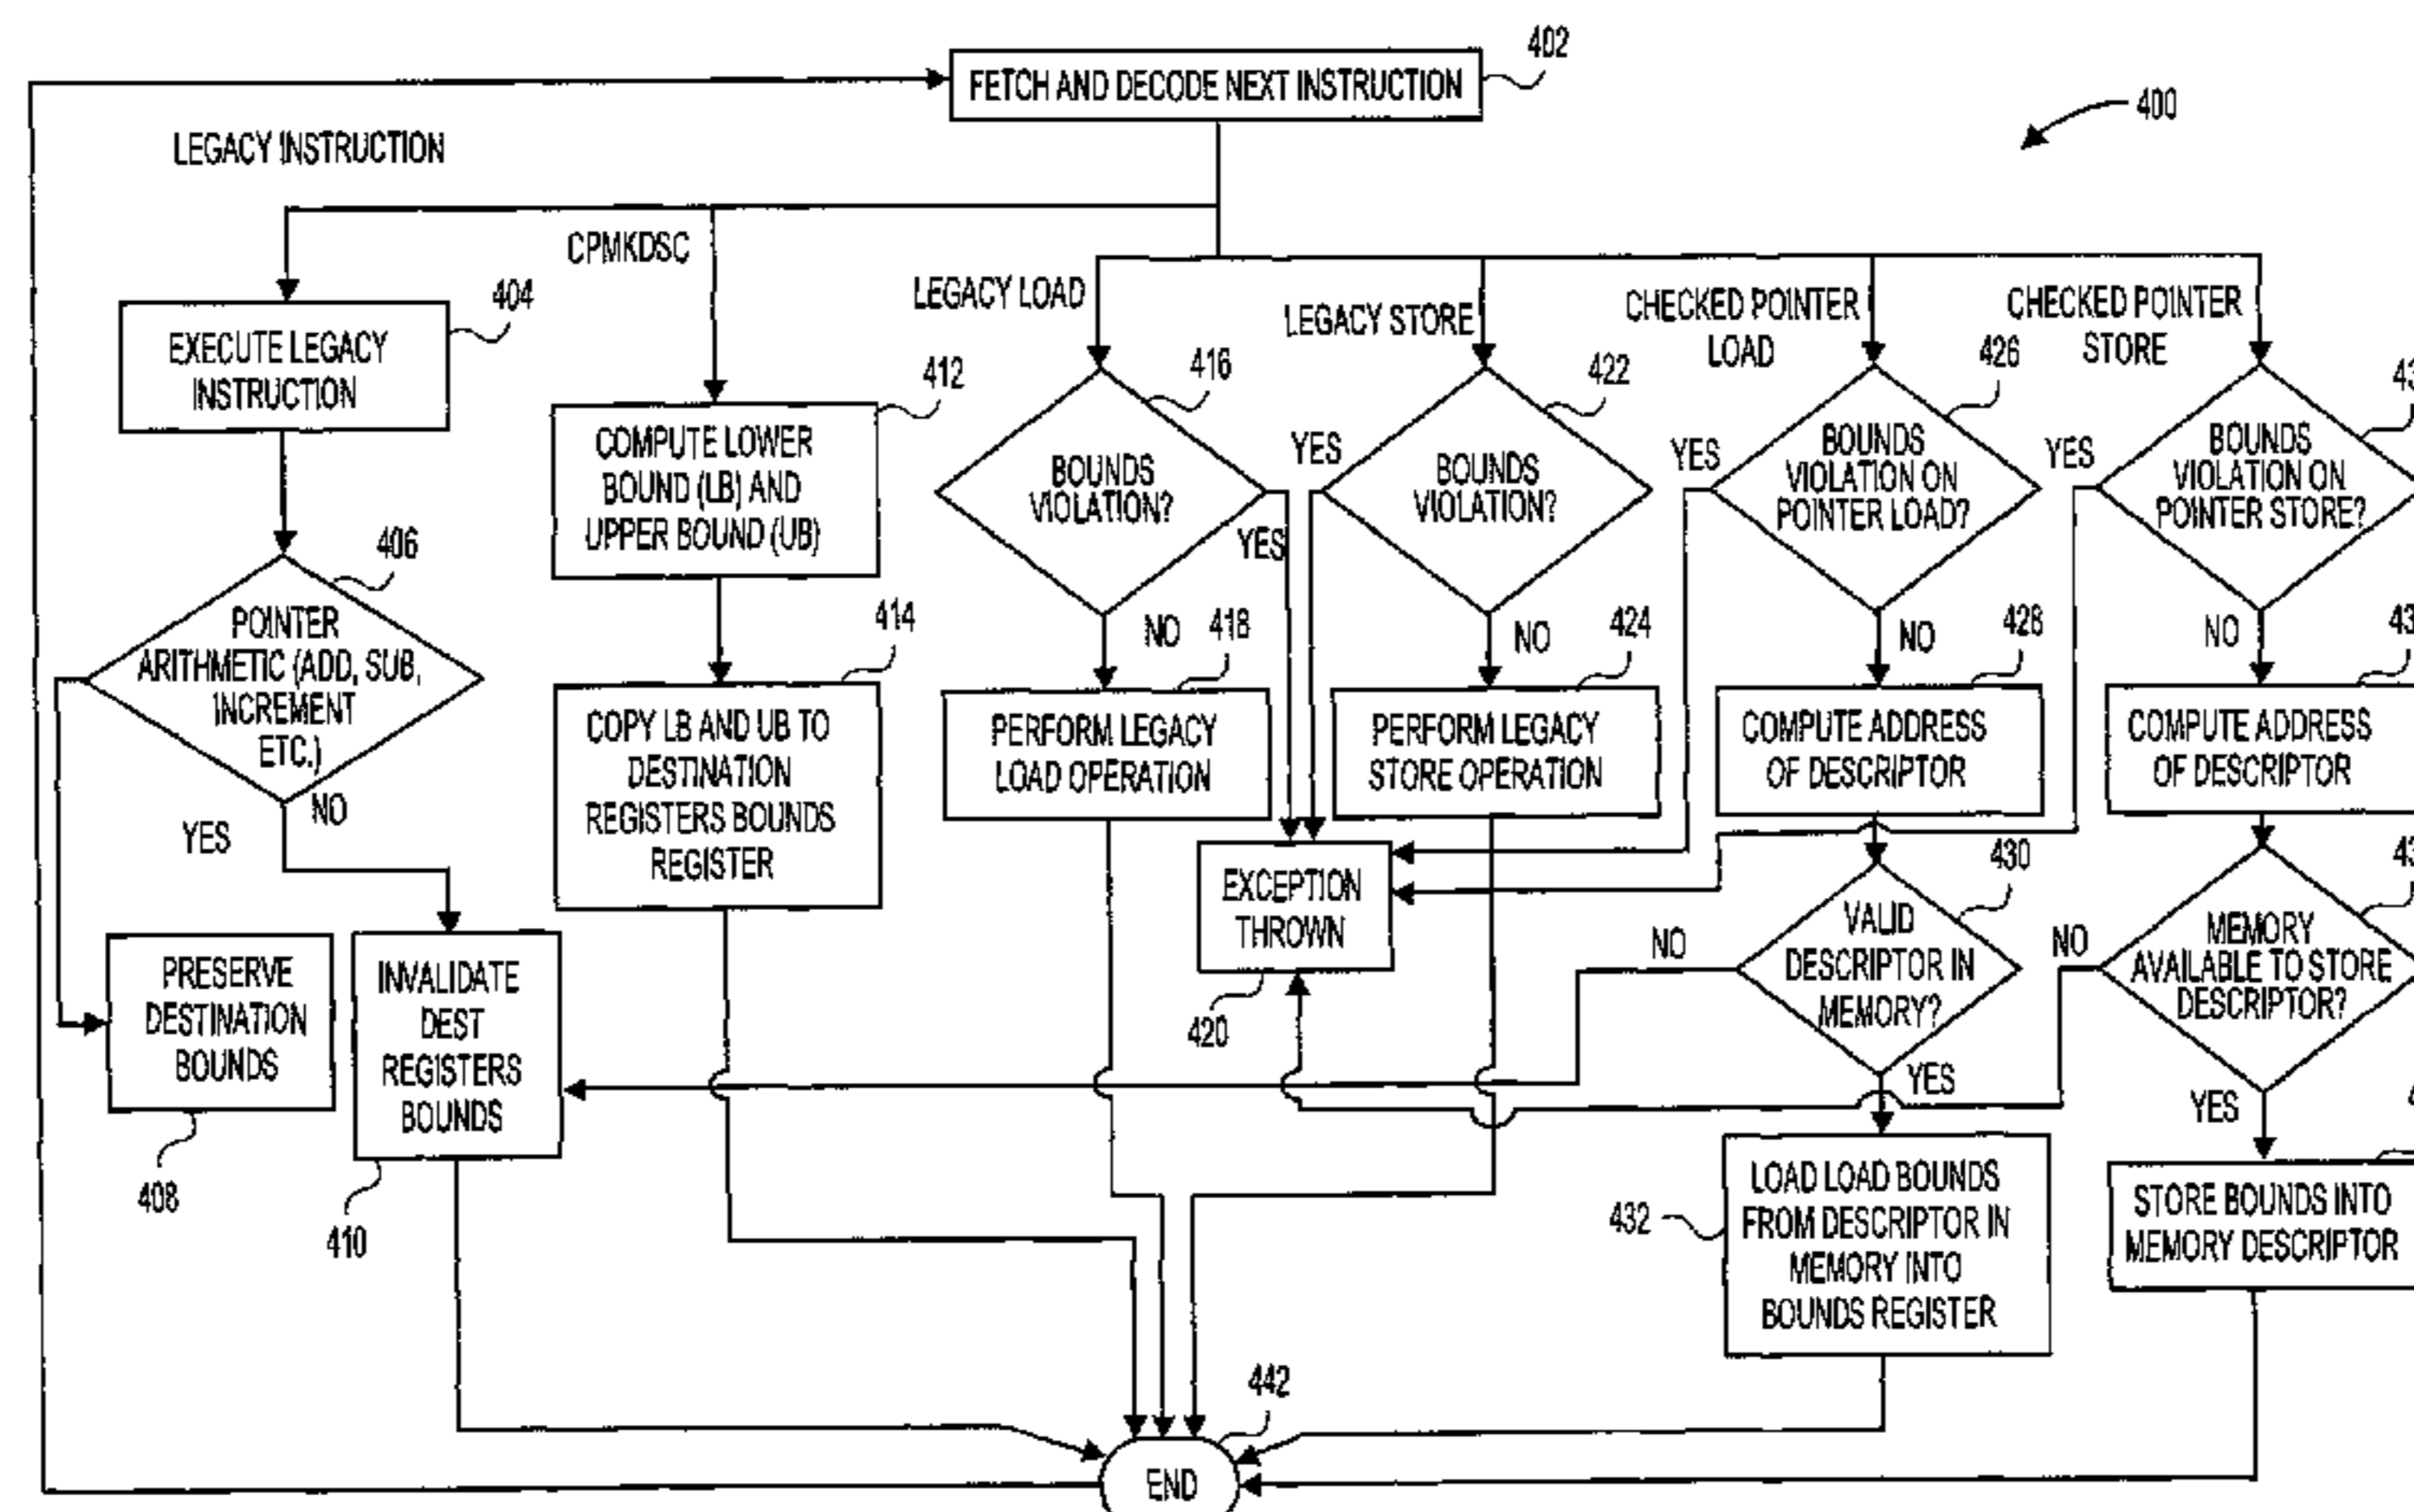 402
FETCH AND DECODE NEXT INSTRUCTION
400
LEGACY INSTRUCTION
CPMKDSC
404
EXECUTE LEGACY
INSTRUCTION
406
POINTER
ARITHMETIC (ADD, SUB,
INCREMENT
ETC.)
YES
NO
PRESERVE
DESTINATION
BOUNDS
408
INVALIDATE
DEST
REGISTERS
BOUNDS
410
412
COMPUTE LOWER
BOUND (LB) AND
UPPER BOUND (UB)
414
COPY LB AND UB TO
DESTINATION
REGISTERS BOUNDS
REGISTER
LEGACY LOAD
416
BOUNDS
VIOLATION?
YES
NO
418
PERFORM LEGACY
LOAD OPERATION
LEGACY STORE
422
YES
BOUNDS
VIOLATION?
NO
424
PERFORM LEGACY
STORE OPERATION
EXCEPTION
THROWN
420
CHECKED POINTER
LOAD
426
YES
BOUNDS
VIOLATION ON
POINTER LOAD?
NO
428
COMPUTE ADDRESS
OF DESCRIPTOR
430
NO
VALID
DESCRIPTOR IN
MEMORY?
YES
432
LOAD LOAD BOUNDS
FROM DESCRIPTOR IN
MEMORY INTO
BOUNDS REGISTER
CHECKED POINTER
STORE
YES
BOUNDS
VIOLATION ON
POINTER STORE?
NO
COMPUTE ADDRESS
OF DESCRIPTOR
NO
MEMORY
AVAILABLE TO STORE
DESCRIPTOR?
YES
STORE BOUNDS INTO
MEMORY DESCRIPTOR
442
END